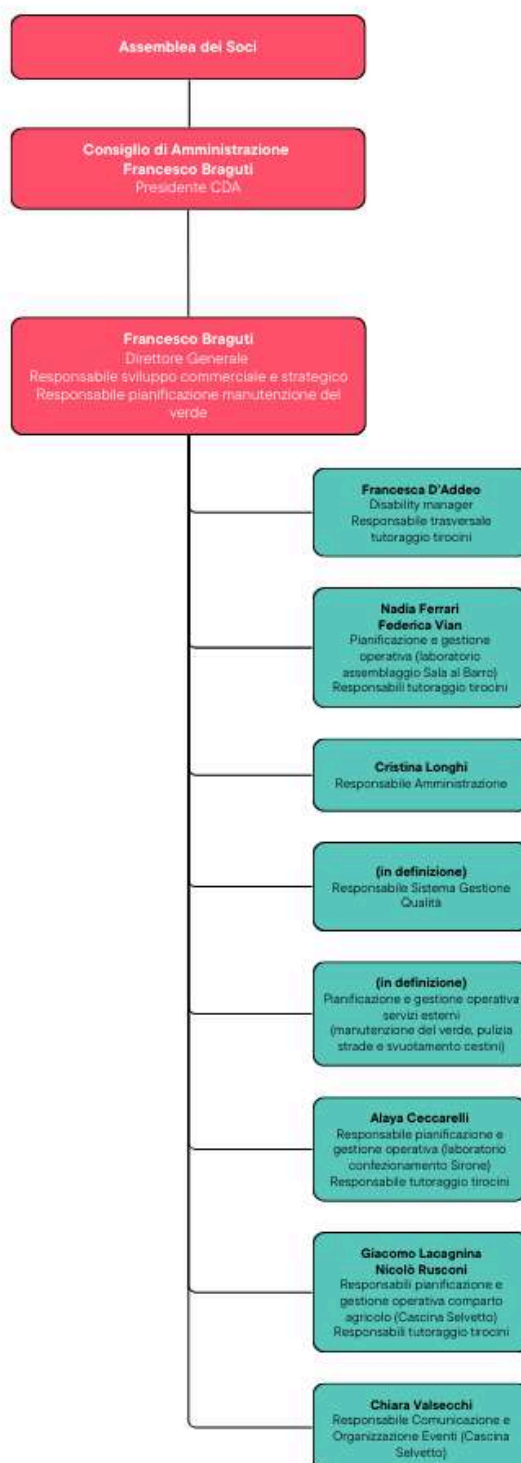 Assemblea dei Soci
Consiglio di Amministrazione
Francesco Braguti
Presidente CDA
Francesco Braguti
Direttore Generale
Responsabile sviluppo commerciale e strategico
Responsabile pianificazione manutenzione del
verde
Francesca D'Addeo
Disability manager
Responsabile trasversale
tutoraggio tirocini
Nadia Ferrari
Federica Vian
Pianificazione e gestione
operativa (laboratorio
assemblaggio Sala al Barro)
Responsabili tutoraggio tirocini
Cristina Longhi
Responsabile Amministrazione
(in definizione)
Responsabile Sistema Gestione
Qualità
(in definizione)
Pianificazione e gestione operativa
servizi esterni
(manutenzione del verde, pulizia
strade e svuotamento cestini)
Alaya Ceccarelli
Responsabile pianificazione e
gestione operativa (laboratorio
confezionamento Sirone)
Responsabile tutoraggio tirocini
Giacomo Lacagnina
Nicolò Rusconi
Responsabili pianificazione e
gestione operativa comparto
agricolo (Cascina Selvetto)
Responsabili tutoraggio tirocini
Chiara Valsecchi
Responsabile Comunicazione e
Organizzazione Eventi (Cascina
Selvetto)